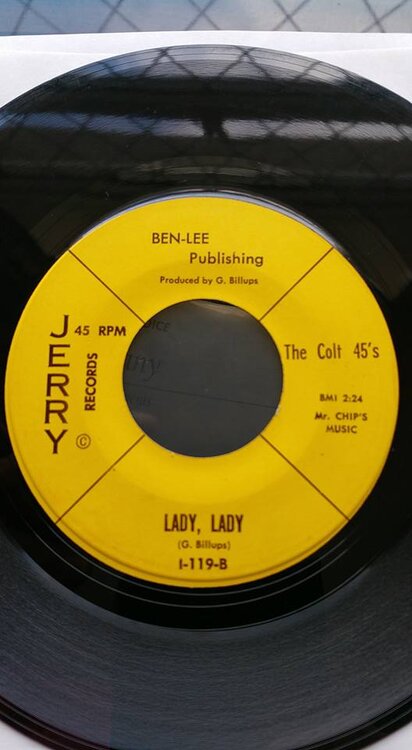 BEN-LEE
Publishing
Produced by G. Billups
JERRY
45 RPM
RECORDS
©
The Colt 45's
BMI 2:24
Mr. CHIP'S
MUSIC
LADY, LADY
(G. Billups)
I-119-B